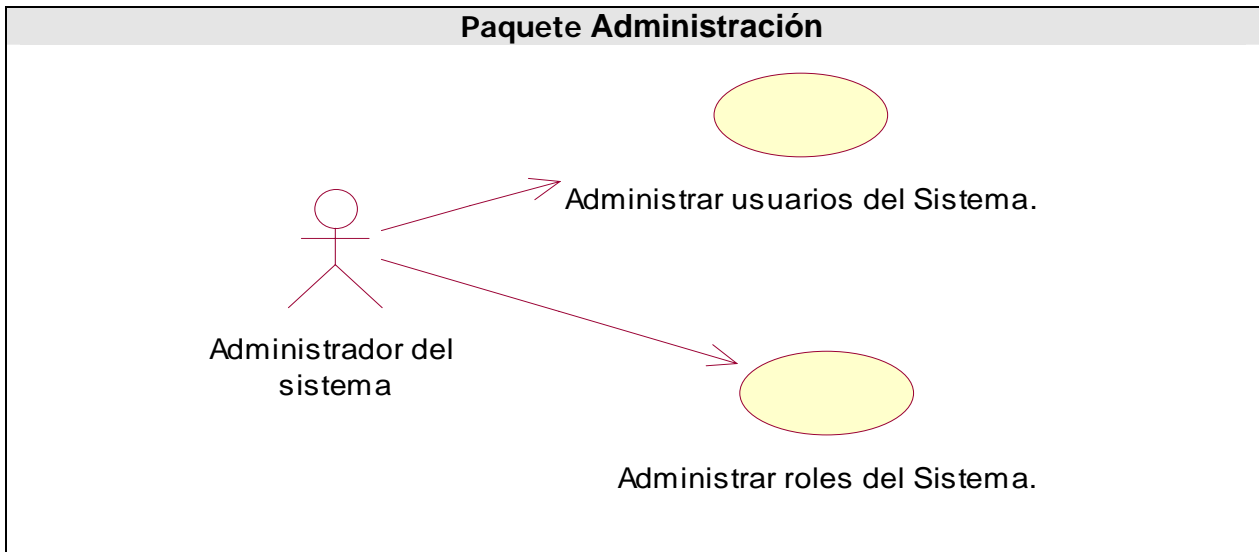 Paquete Administración
Administrar usuarios del Sistema.
Administrador del
sistema
Administrar roles del Sistema.